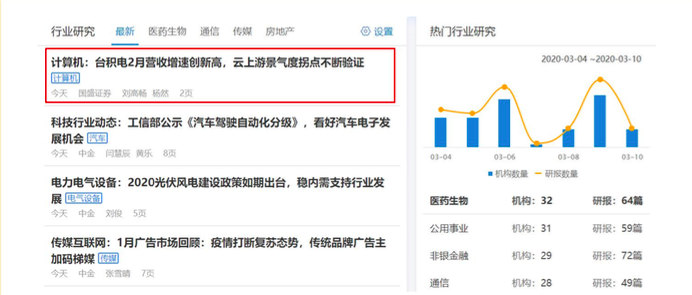 行业研究 最新 医药生物 通信 传媒 房地产 设置
计算机：台积电2月营收增速创新高，云上游景气度拐点不断验证
计算机
今天 国盛证券 刘高畅 杨然 2页
科技行业动态：工信部公示《汽车驾驶自动化分级》，看好汽车电子发
展机会 汽车
今天 中金 闫慧辰 黄乐 8页
电力电气设备：2020光伏风电建设政策如期出台，稳内需支持行业发
展 电气设备
今天 中金 刘俊 5页
传媒互联网：1月广告市场回顾：疫情打断复苏态势，传统品牌广告主
加码梯媒 传媒
今天 中金 张雪晴 7页
热门行业研究
2020-03-04 ~2020-03-10
03-04 03-06 03-08 03-10
机构数量 研报数量
医药生物 机构：32 研报：64篇
公用事业 机构：31 研报：59篇
非银金融 机构：29 研报：72篇
通信 机构：28 研报：49篇